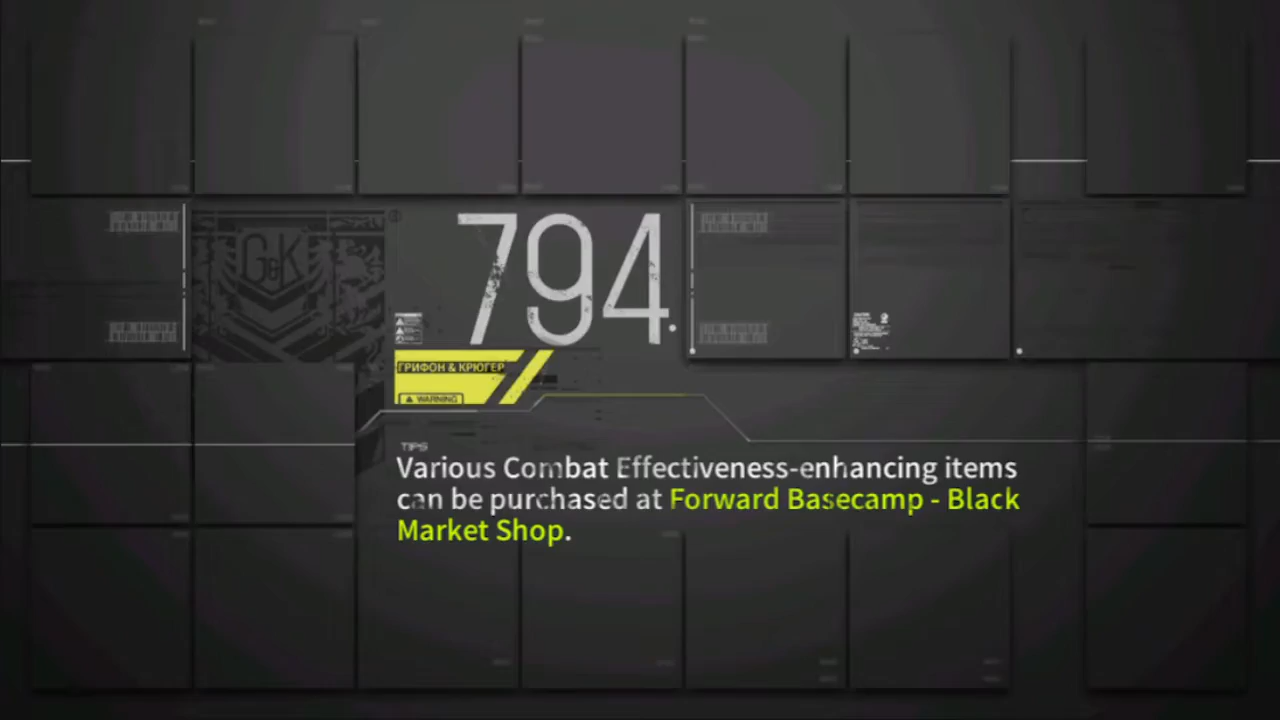 G&K
794.
ГРИФОН & КРЮГЕР
WARNING
TIPS
Various Combat Effectiveness-enhancing items
can be purchased at Forward Basecamp - Black
Market Shop.